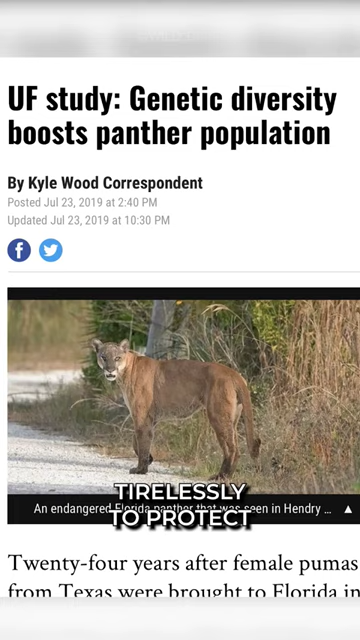 UF study: Genetic diversity
boosts panther population
By Kyle Wood Correspondent
Posted Jul 23, 2019 at 2:40 PM
Updated Jul 23, 2019 at 10:30 PM
An endangered Florida panther that was seen in Hendry ...
TIRELESSLY
TO PROTECT
Twenty-four years after female pumas
from Texas were brought to Florida in